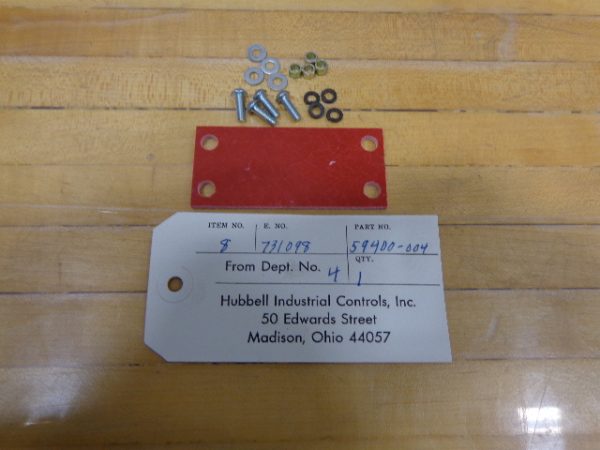 ITEM NO. E. NO. PART NO.
8 731098 59400-004
From Dept. No. 4 QTY. 1
Hubbell Industrial Controls, Inc.
50 Edwards Street
Madison, Ohio 44057